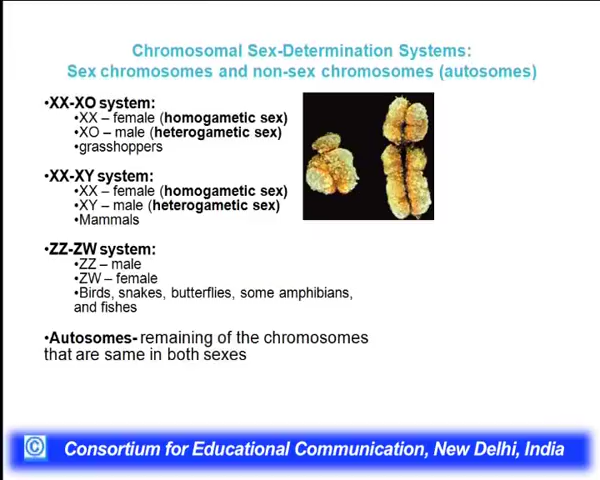 Chromosomal Sex-Determination Systems:
Sex chromosomes and non-sex chromosomes (autosomes)
•XX-XO system:
•XX – female (homogametic sex)
•XO – male (heterogametic sex)
•grasshoppers
•XX-XY system:
•XX – female (homogametic sex)
•XY – male (heterogametic sex)
•Mammals
•ZZ-ZW system:
•ZZ – male
•ZW – female
•Birds, snakes, butterflies, some amphibians,
and fishes
•Autosomes- remaining of the chromosomes
that are same in both sexes
© Consortium for Educational Communication, New Delhi, India